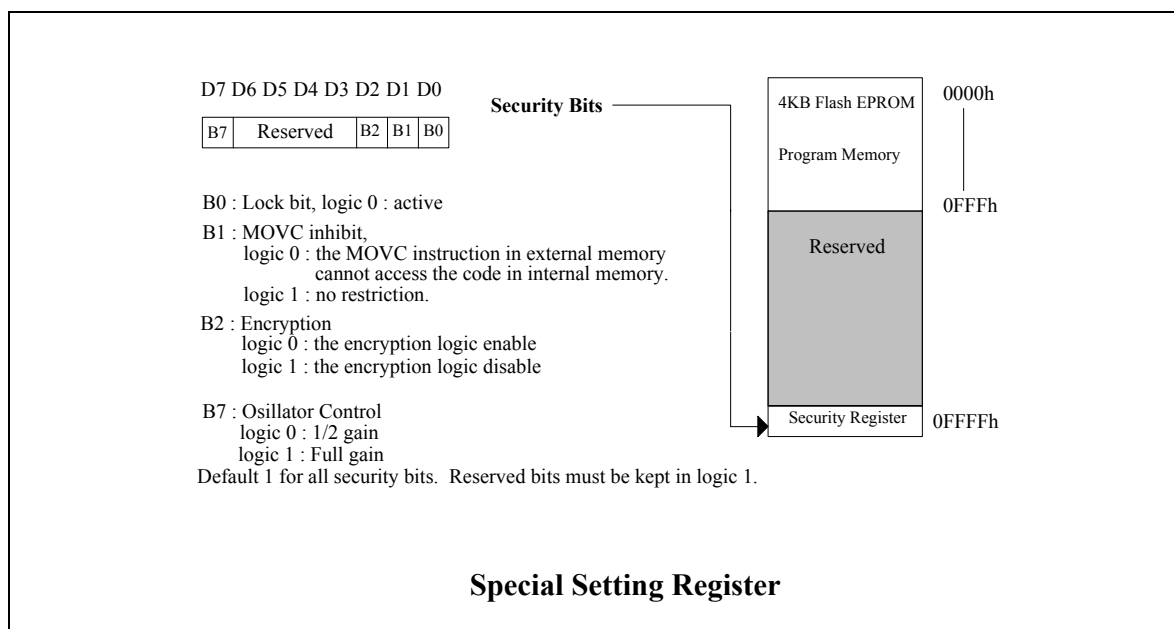 D7 D6 D5 D4 D3 D2 D1 D0
B7 Reserved B2 B1 B0
Security Bits
B0 : Lock bit, logic 0 : active
B1 : MOVC inhibit,
logic 0 : the MOVC instruction in external memory
cannot access the code in internal memory.
logic 1 : no restriction.
B2 : Encryption
logic 0 : the encryption logic enable
logic 1 : the encryption logic disable
B7 : Osillator Control
logic 0 : 1/2 gain
logic 1 : Full gain
Default 1 for all security bits. Reserved bits must be kept in logic 1.
4KB Flash EPROM
Program Memory
0000h
0FFFh
Reserved
Security Register
0FFFFh
Special Setting Register